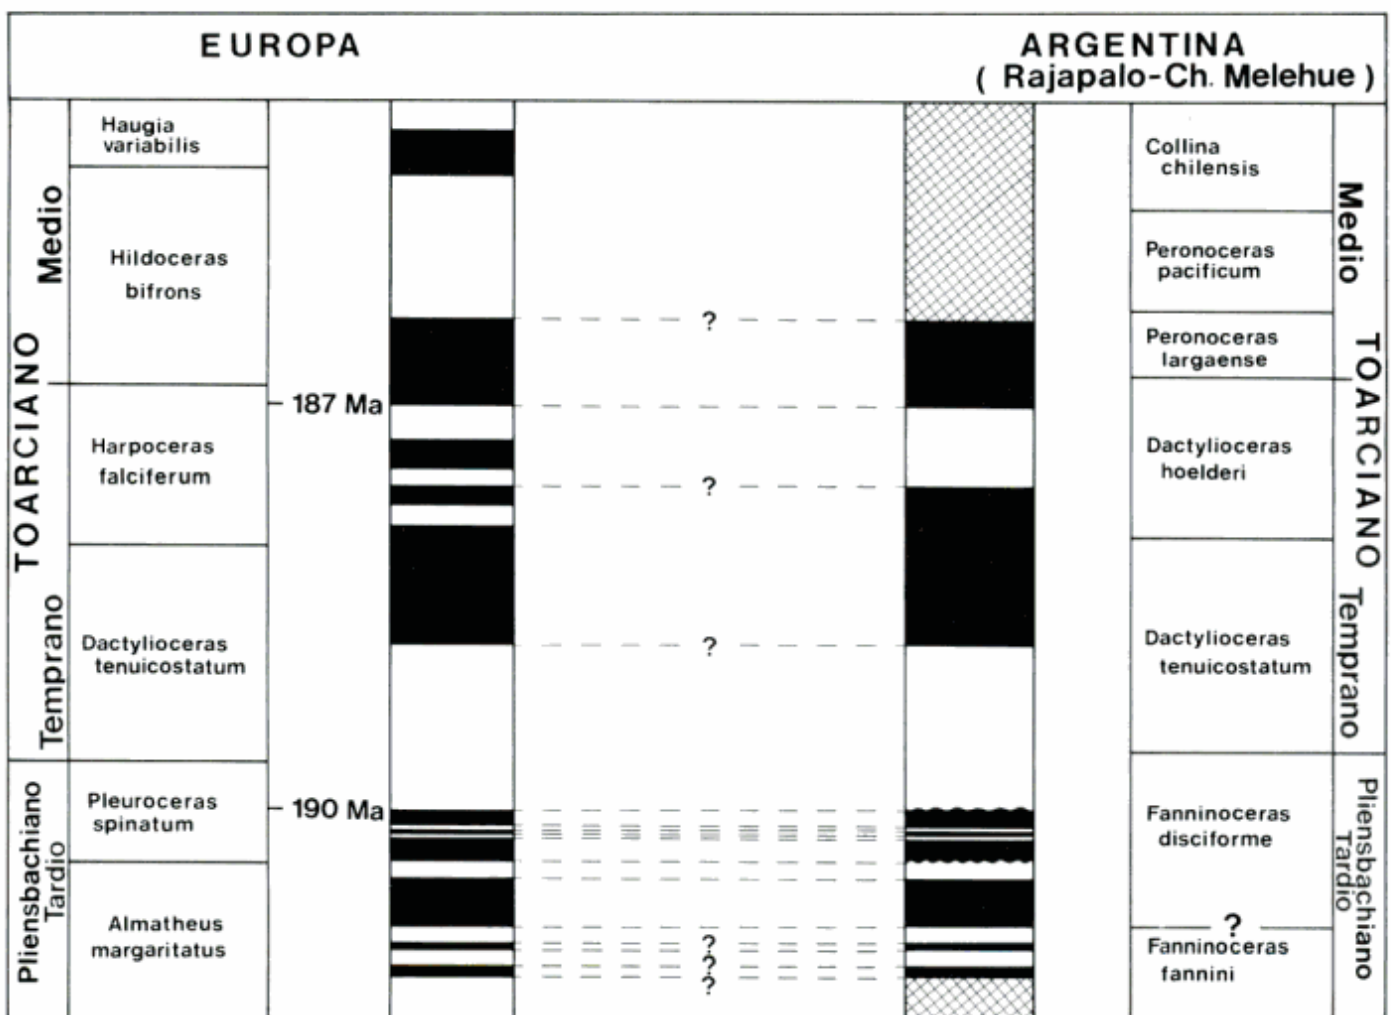 EUROPA
ARGENTINA
( Rajapalo-Ch. Melehue )
TOARCIANO
Medio
Temprano
Pliensbachiano
Tardio
Haugia
variabilis
Hildoceras
bifrons
Harpoceras
falciferum
Dactylioceras
tenuicostatum
Pleuroceras
spinatum
Almatheus
margaritatus
187 Ma
190 Ma
?
?
?
?
?
?
Collina
chilensis
Peronoceras
pacificum
Peronoceras
largaense
Dactylioceras
hoelderi
Dactylioceras
tenuicostatum
Fanninoceras
disciforme
?
Fanninoceras
fannini
Medio
TOARCIANO
Temprano
Pliensbachiano
Tardio